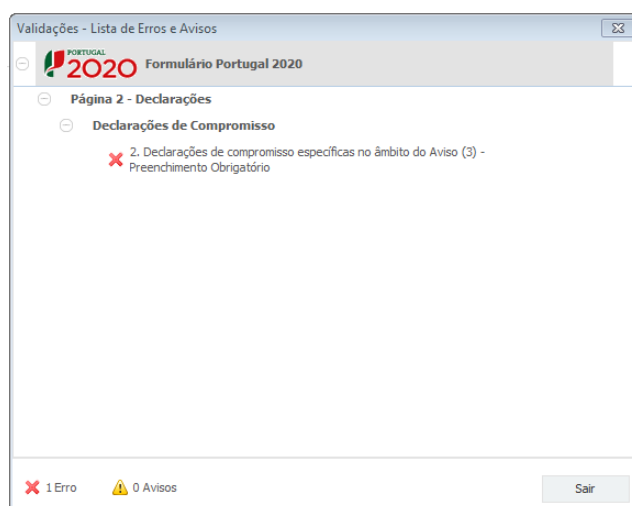 Validações - Lista de Erros e Avisos
PORTUGAL
2020 Formulário Portugal 2020
Página 2 - Declarações
Declarações de Compromisso
2. Declarações de compromisso específicas no âmbito do Aviso (3) -
Preenchimento Obrigatório
1 Erro 0 Avisos Sair